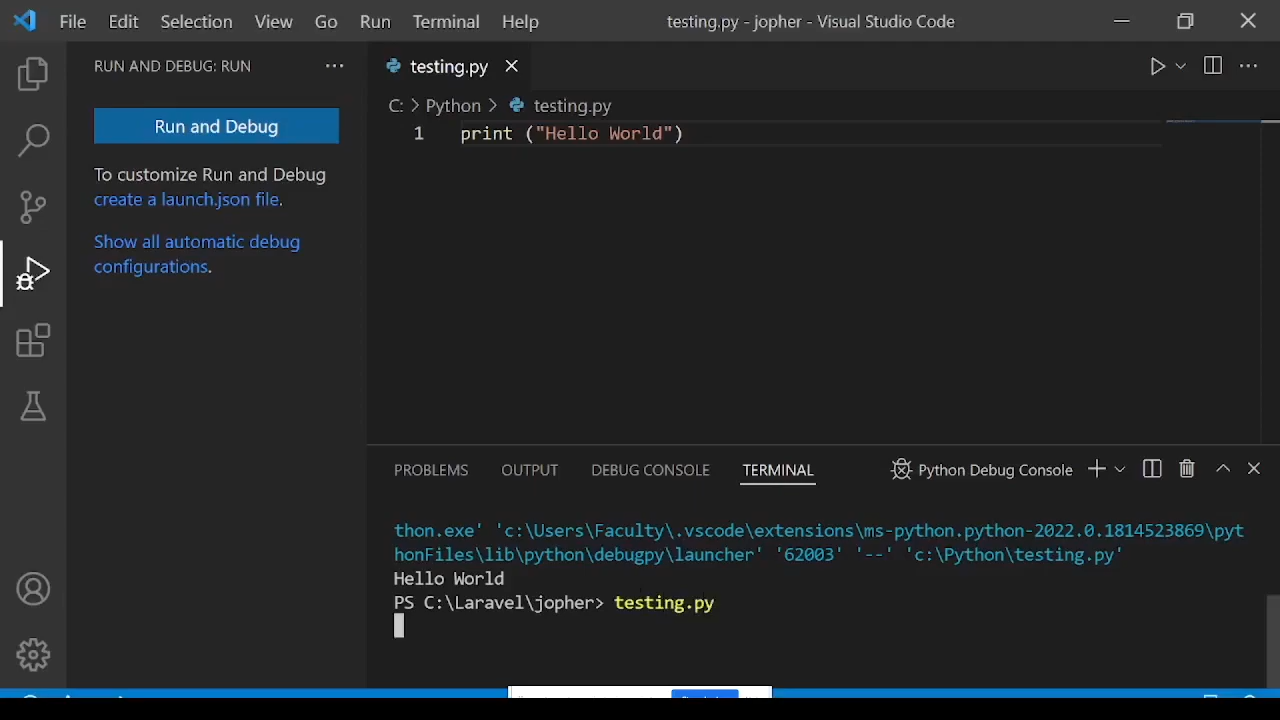 File Edit Selection View Go Run Terminal Help testing.py - jopher - Visual Studio Code
RUN AND DEBUG: RUN
Run and Debug
To customize Run and Debug
create a launch.json file.
Show all automatic debug
configurations.
testing.py
C: > Python > testing.py
1 print ("Hello World")
PROBLEMS OUTPUT DEBUG CONSOLE TERMINAL Python Debug Console
thon.exe' 'c:\Users\Faculty\.vscode\extensions\ms-python.python-2022.0.1814523869\pyt
honFiles\lib\python\debugpy\launcher' '62003' '--' 'c:\Python\testing.py'
Hello World
PS C:\Laravel\jopher> testing.py